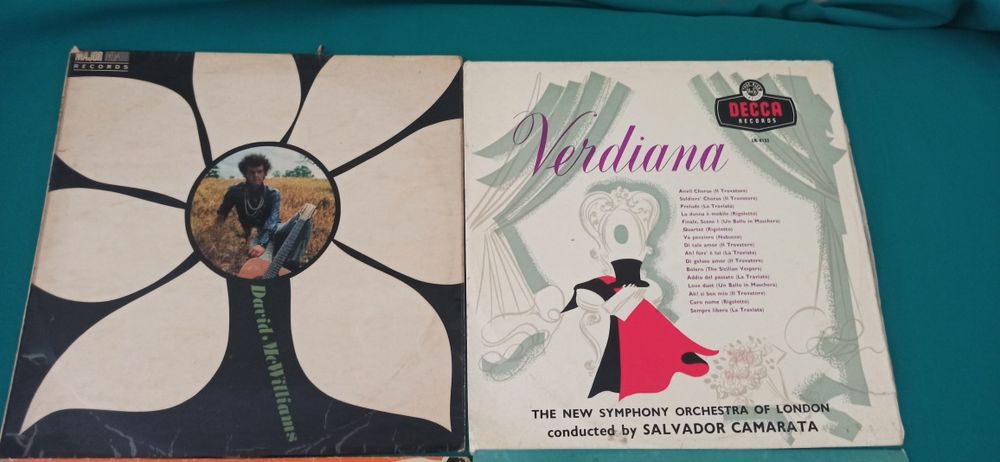 MAJOR MINOR
RECORDS
David McWilliams
Verdiana
DECCA
RECORDS
LK 4135
Anvil Chorus (Il Trovatore)
Soldiers' Chorus (Il Trovatore)
Prelude (La Traviata)
La donna è mobile (Rigoletto)
Finale, Scene 1 (Un Ballo in Maschera)
Quartet (Rigoletto)
Va pensiero (Nabucco)
Di tale amor (Il Trovatore)
Ah! fors' è lui (La Traviata)
Di geloso amor (Il Trovatore)
Bolero (The Sicilian Vespers)
Addio del passato (La Traviata)
Love duet (Un Ballo in Maschera)
Ah! si ben mio (Il Trovatore)
Caro nome (Rigoletto)
Sempre libera (La Traviata)
THE NEW SYMPHONY ORCHESTRA OF LONDON
conducted by SALVADOR CAMARATA